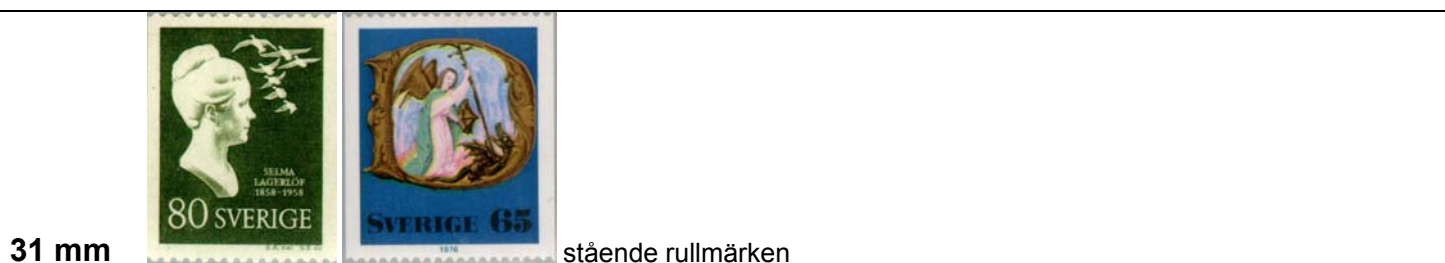 SELMA
LAGERLÖF
1858-1958
80 SVERIGE
SVERIGE 65
1976
31 mm stående rullmärken